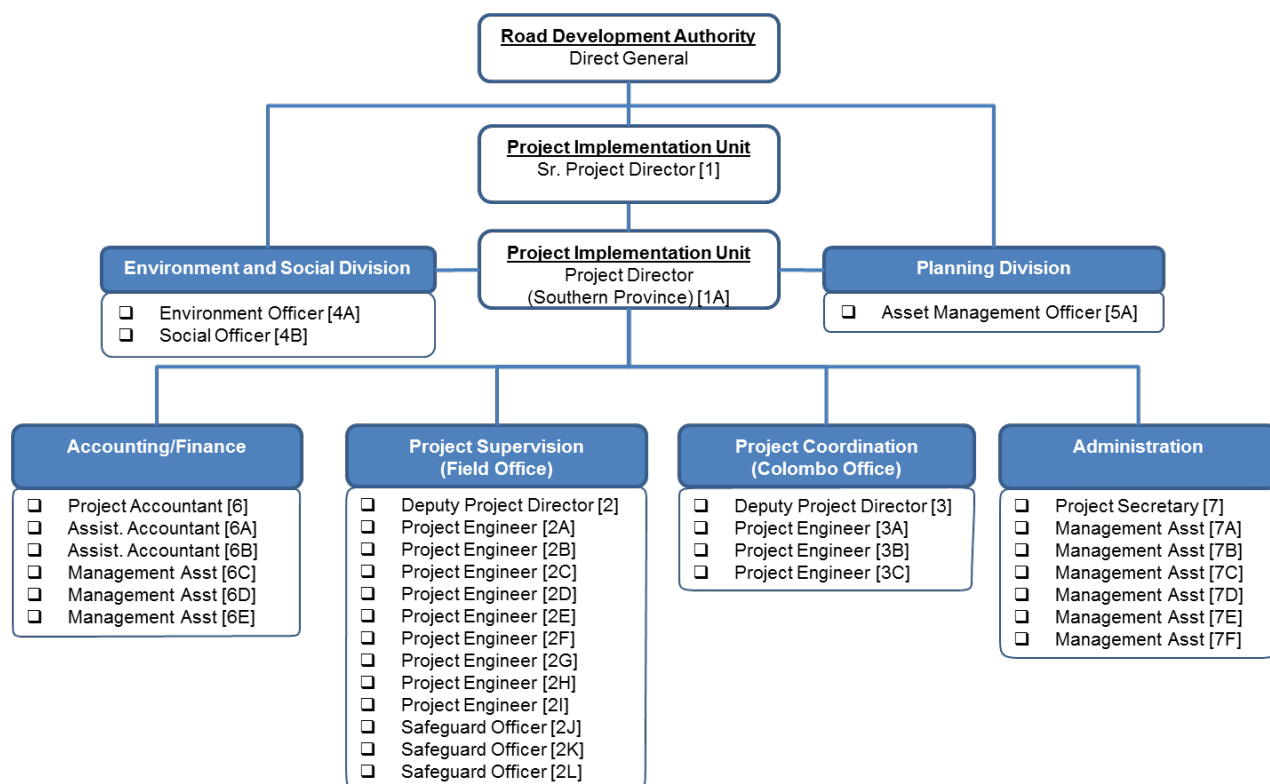 Road Development Authority
Direct General
Project Implementation Unit
Sr. Project Director [1]
Environment and Social Division
Environment Officer [4A]
Social Officer [4B]
Project Implementation Unit
Project Director
(Southern Province) [1A]
Planning Division
Asset Management Officer [5A]
Accounting/Finance
Project Accountant [6]
Assist. Accountant [6A]
Assist. Accountant [6B]
Management Asst [6C]
Management Asst [6D]
Management Asst [6E]
Project Supervision
(Field Office)
Deputy Project Director [2]
Project Engineer [2A]
Project Engineer [2B]
Project Engineer [2C]
Project Engineer [2D]
Project Engineer [2E]
Project Engineer [2F]
Project Engineer [2G]
Project Engineer [2H]
Project Engineer [2I]
Safeguard Officer [2J]
Safeguard Officer [2K]
Safeguard Officer [2L]
Project Coordination
(Colombo Office)
Deputy Project Director [3]
Project Engineer [3A]
Project Engineer [3B]
Project Engineer [3C]
Administration
Project Secretary [7]
Management Asst [7A]
Management Asst [7B]
Management Asst [7C]
Management Asst [7D]
Management Asst [7E]
Management Asst [7F]